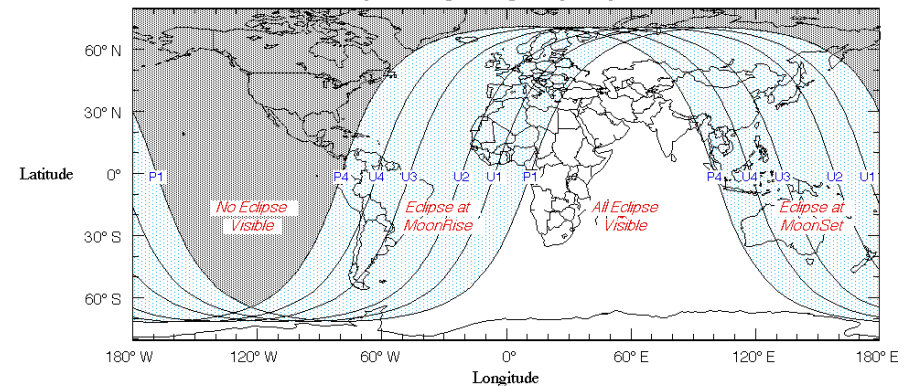 60° N
30° N
Latitude
0°
P1
P4
U4
U3
U2
U1
P1
P4
U4
U3
U2
U1
No Eclipse
Visible
Eclipse at
MoonRise
All Eclipse
Visible
Eclipse at
MoonSet
30° S
60° S
180° W
120° W
60° W
0°
60° E
120° E
180° E
Longitude